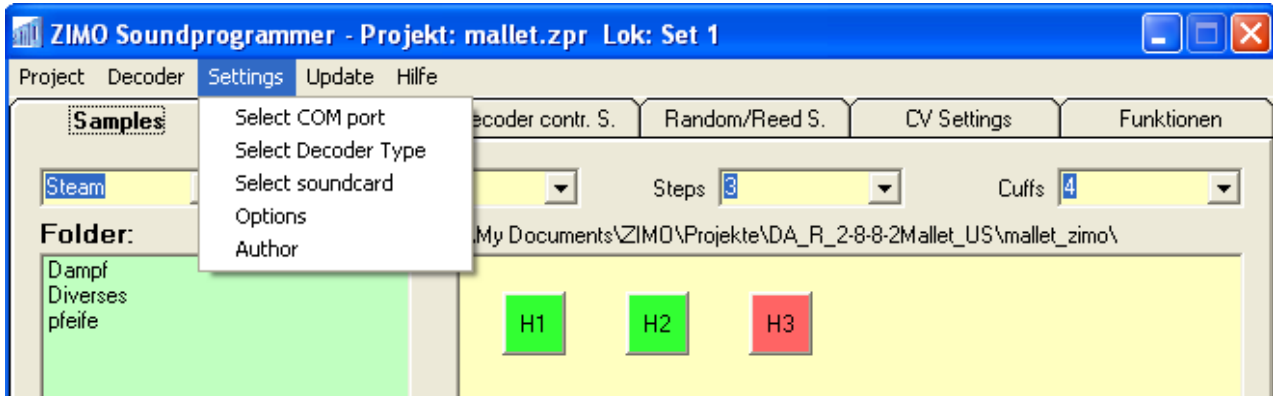 ZIMO Soundprogrammer - Projekt: mallet.zpr Lok: Set 1
Project Decoder Settings Update Hilfe
Samples ecoder contr. S. Random/Reed S. CV Settings Funktionen
Select COM port
Select Decoder Type
Select soundcard
Options
Author
Steam Steps 3 Cuffs 4
Folder: .My Documents\ZIMO\Projekte\DA_R_2-8-8-2Mallet_US\mallet_zimo\
Dampf
Diverses
pfeife
H1 H2 H3